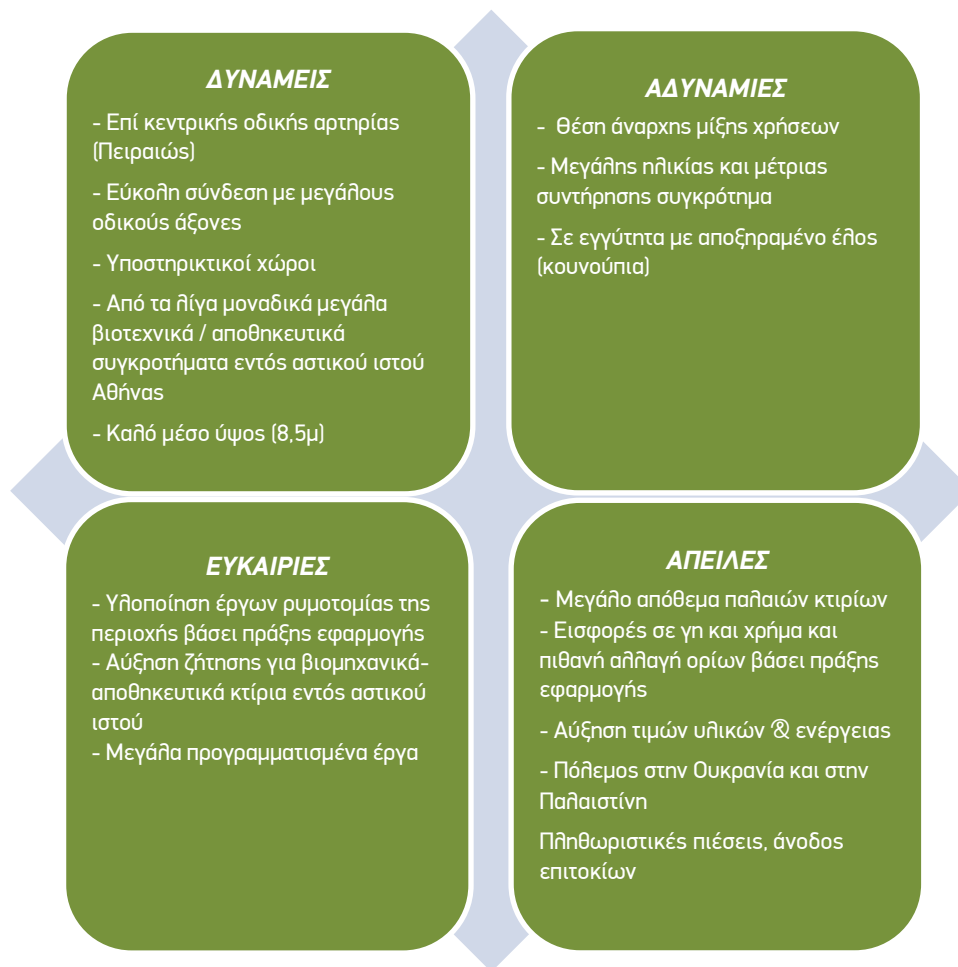 ΔΥΝΑΜΕΙΣ
- Επί κεντρικής οδικής αρτηρίας
(Πειραιώς)
- Εύκολη σύνδεση με μεγάλους
οδικούς άξονες
- Υποστηρικτικοί χώροι
- Από τα λίγα μοναδικά μεγάλα
βιοτεχνικά / αποθηκευτικά
συγκροτήματα εντός αστικού ιστού
Αθήνας
- Καλό μέσο ύψος (8,5μ)
ΑΔΥΝΑΜΙΕΣ
- Θέση άναρχης μίξης χρήσεων
- Μεγάλης ηλικίας και μέτριας
συντήρησης συγκρότημα
- Σε εγγύτητα με αποξηραμένο έλος
(κουνούπια)
ΕΥΚΑΙΡΙΕΣ
- Υλοποίηση έργων ρυμοτομίας της
περιοχής βάσει πράξης εφαρμογής
- Αύξηση ζήτησης για βιομηχανικά-
αποθηκευτικά κτίρια εντός αστικού
ιστού
- Μεγάλα προγραμματισμένα έργα
ΑΠΕΙΛΕΣ
- Μεγάλο απόθεμα παλαιών κτιρίων
- Εισφορές σε γη και χρήμα και
πιθανή αλλαγή ορίων βάσει πράξης
εφαρμογής
- Αύξηση τιμών υλικών & ενέργειας
- Πόλεμος στην Ουκρανία και στην
Παλαιστίνη
Πληθωριστικές πιέσεις, άνοδος
επιτοκίων